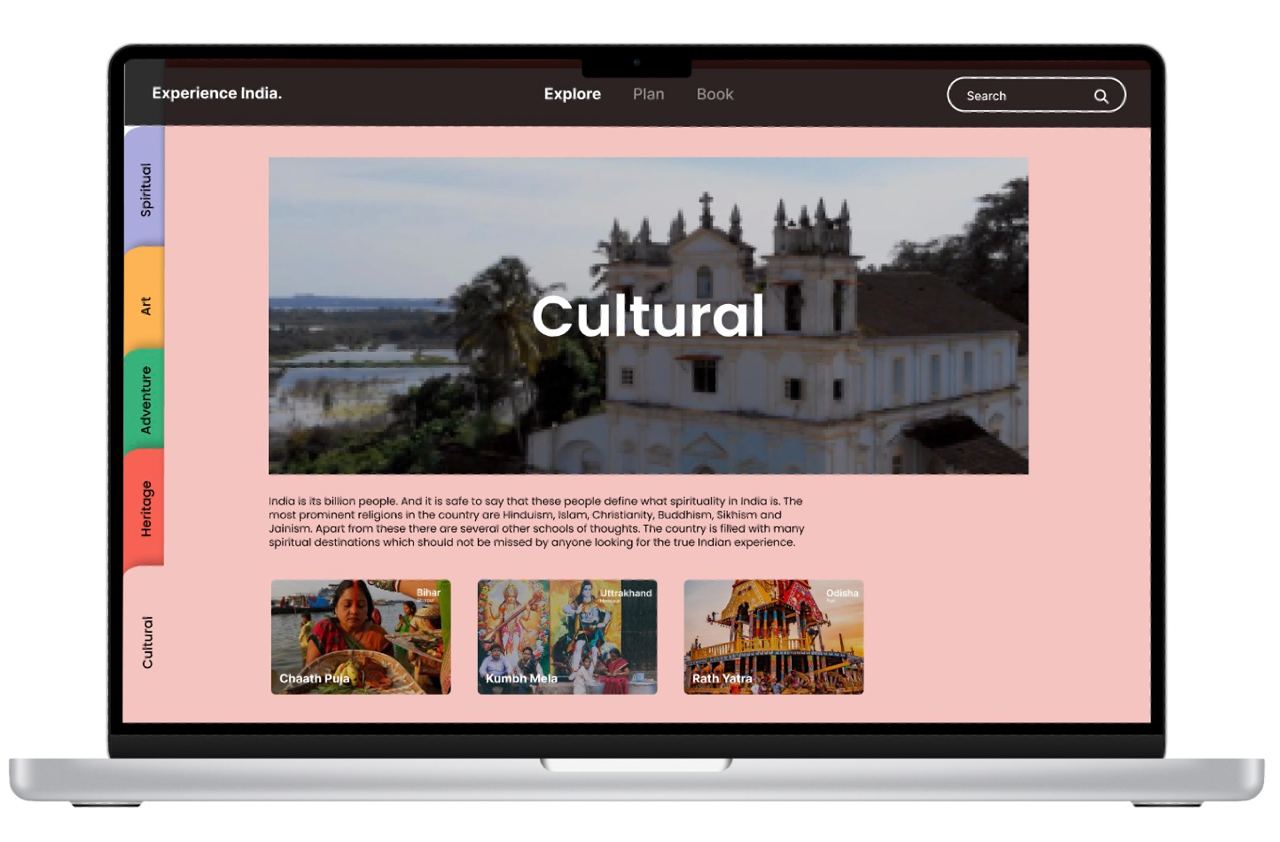 Experience India.
Explore
Plan
Book
Search
Spiritual
Art
Adventure
Heritage
Cultural
Cultural
India is its billion people. And it is safe to say that these people define what spirituality in India is. The
most prominent religions in the country are Hinduism, Islam, Christianity, Buddhism, Sikhism and
Jainism. Apart from these there are several other schools of thoughts. The country is filled with many
spiritual destinations which should not be missed by anyone looking for the true Indian experience.
Bihar
Chaath Puja
Uttrakhand
Kumbh Mela
Odisha
Rath Yatra